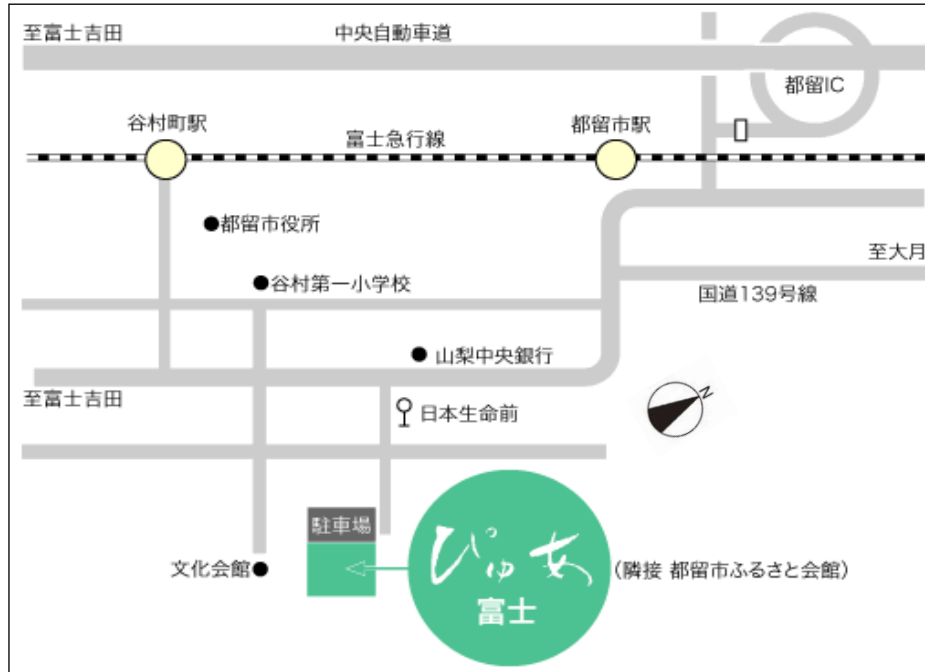 至富士吉田
中央自動車道
都留IC
谷村町駅
富士急行線
都留市駅
●都留市役所
至大月
●谷村第一小学校
国道139号線
● 山梨中央銀行
至富士吉田
N
日本生命前
駐車場
ぴゅあ
富士
文化会館●
(隣接 都留市ふるさと会館)